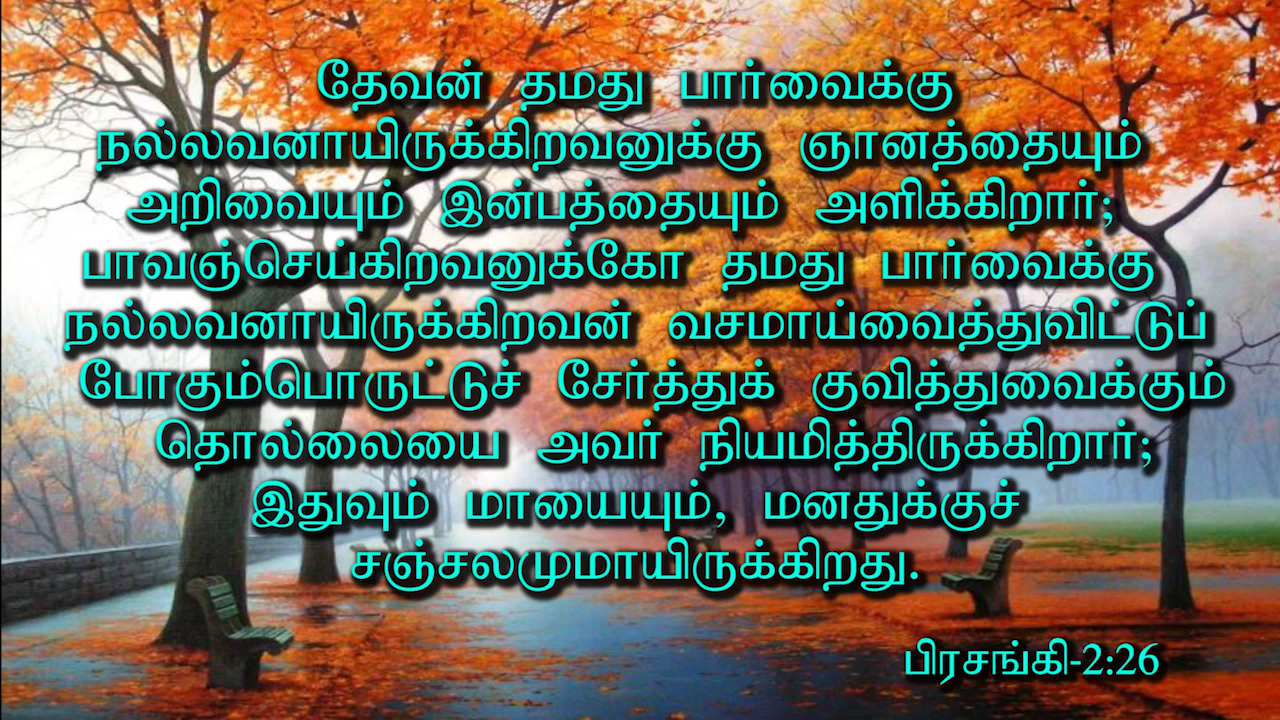 தேவன் தமது பார்வைக்கு
நல்லவனாயிருக்கிறவனுக்கு ஞானத்தையும்
அறிவையும் இன்பத்தையும் அளிக்கிறார்;
பாவஞ்செய்கிறவனுக்கோ தமது பார்வைக்கு
நல்லவனாயிருக்கிறவன் வசமாய்வைத்துவிட்டுப்
போகும்பொருட்டுச் சேர்த்துக் குவித்துவைக்கும்
தொல்லையை அவர் நியமித்திருக்கிறார்;
இதுவும் மாயையும், மனதுக்குச்
சஞ்சலமுமாயிருக்கிறது.
பிரசங்கி-2:26